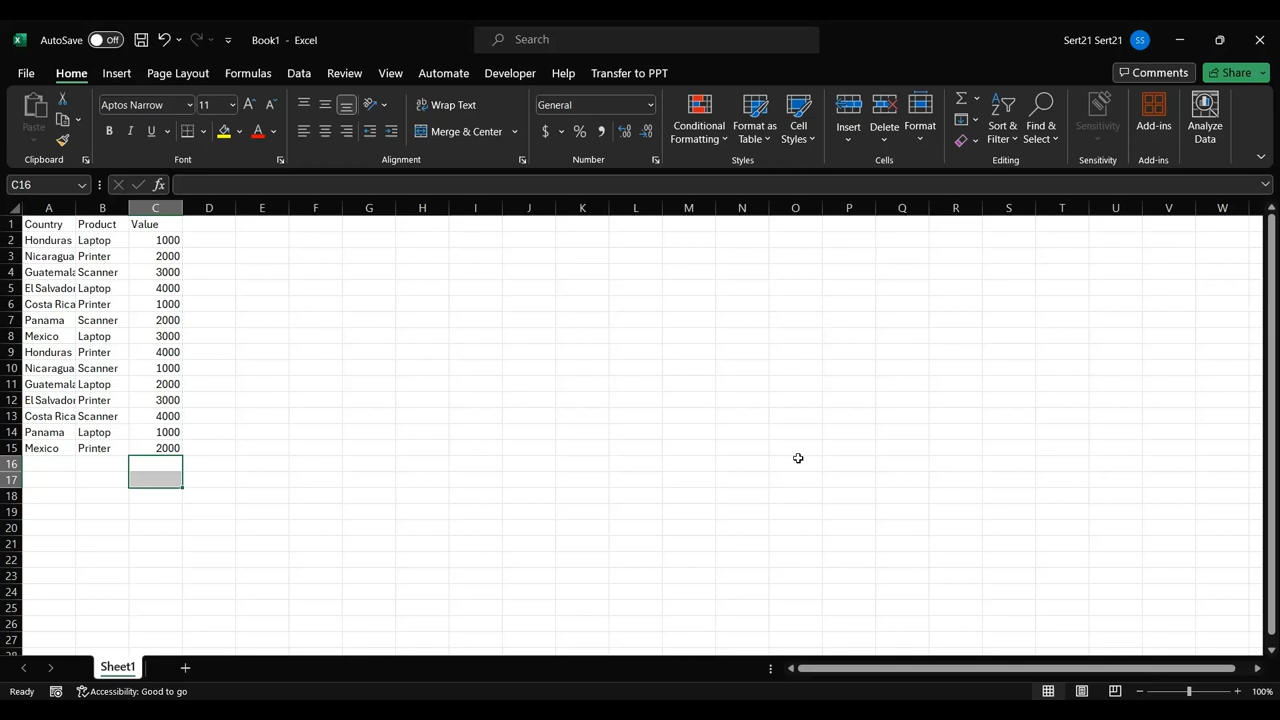 AutoSave Off Book1 - Excel Search Sert21 Sert21 SS
File Home Insert Page Layout Formulas Data Review View Automate Developer Help Transfer to PPT Comments Share
Paste Aptos Narrow 11 A A Wrap Text General Conditional Formatting Format as Table Cell Styles Insert Delete Format Sort & Filter Find & Select Sensitivity Add-ins Analyze Data
B I U A Merge & Center $ % 9
Clipboard Font Alignment Number Styles Cells Editing Sensitivity Add-ins
C16 fx
A B C D E F G H I J K L M N O P Q R S T U V W
1 Country Product Value
2 Honduras Laptop 1000
3 Nicaragua Printer 2000
4 Guatemala Scanner 3000
5 El Salvador Laptop 4000
6 Costa Rica Printer 1000
7 Panama Scanner 2000
8 Mexico Laptop 3000
9 Honduras Printer 4000
10 Nicaragua Scanner 1000
11 Guatemala Laptop 2000
12 El Salvador Printer 3000
13 Costa Rica Scanner 4000
14 Panama Laptop 1000
15 Mexico Printer 2000
16
17
18
19
20
21
22
23
24
25
26
27
Sheet1
Ready Accessibility: Good to go 100%